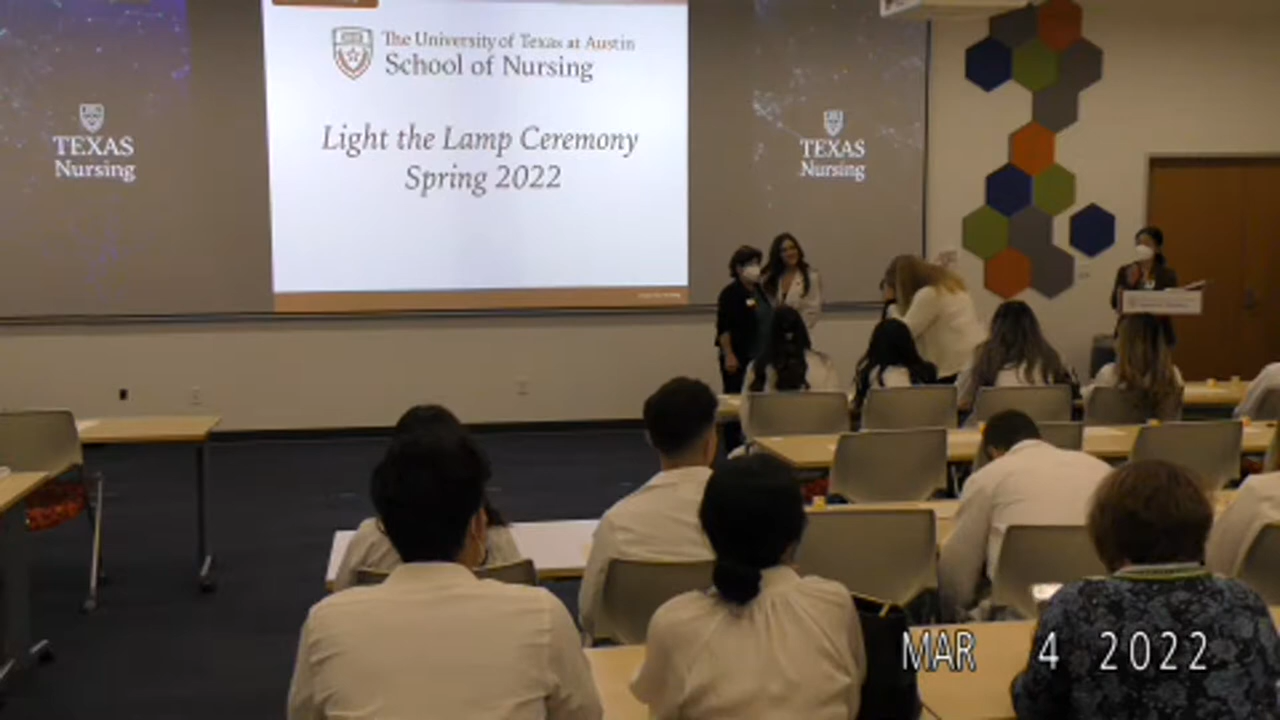 The University of Texas at Austin
School of Nursing
Light the Lamp Ceremony
Spring 2022
TEXAS
Nursing
TEXAS
Nursing
MAR 4 2022